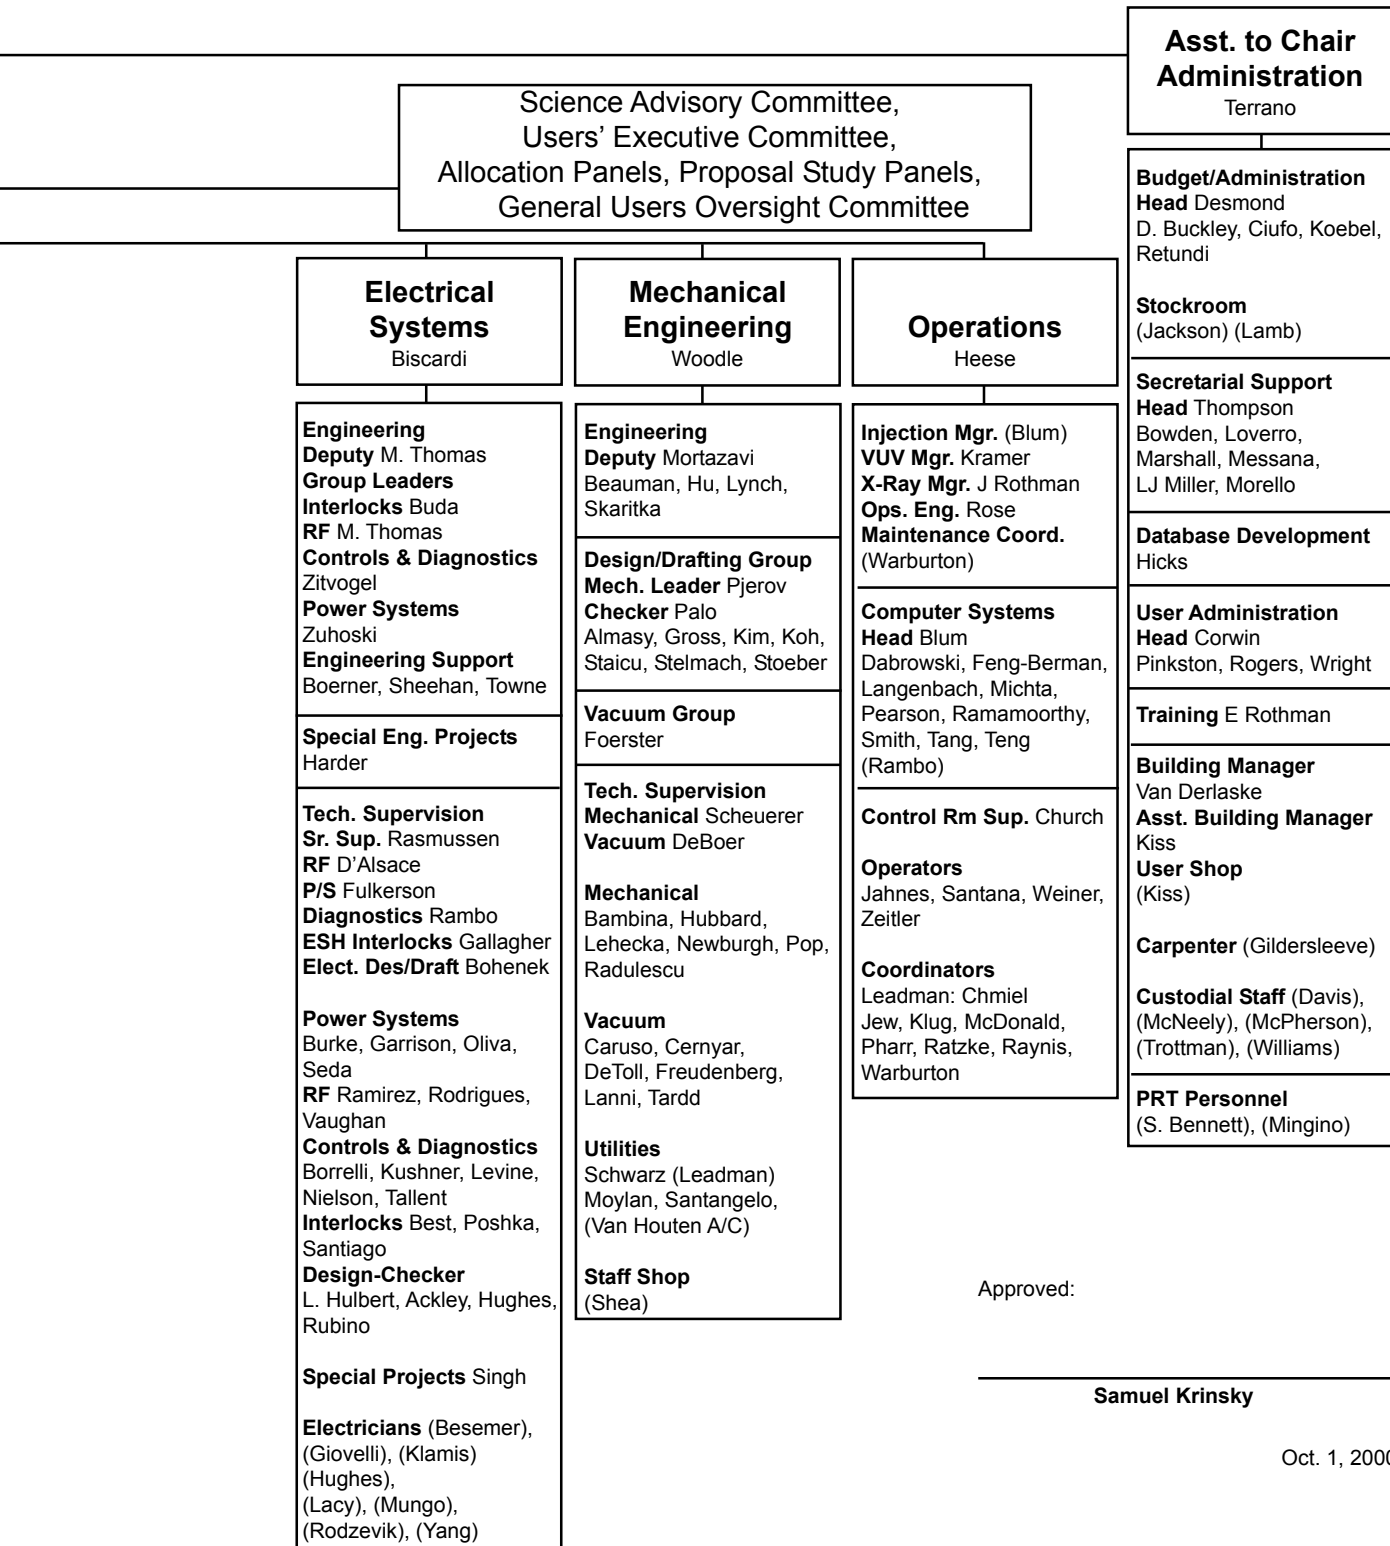 Asst. to Chair
Administration
Terrano
Science Advisory Committee,
Users’ Executive Committee,
Allocation Panels, Proposal Study Panels,
General Users Oversight Committee
Electrical
Systems
Biscardi
Engineering
Deputy M. Thomas
Group Leaders
Interlocks Buda
RF M. Thomas
Controls & Diagnostics
Zitvogel
Power Systems
Zuhoski
Engineering Support
Boerner, Sheehan, Towne
Special Eng. Projects
Harder
Tech. Supervision
Sr. Sup. Rasmussen
RF D’Alsace
P/S Fulkerson
Diagnostics Rambo
ESH Interlocks Gallagher
Elect. Des/Draft Bohenek
Power Systems
Burke, Garrison, Oliva,
Seda
RF Ramirez, Rodrigues,
Vaughan
Controls & Diagnostics
Borrelli, Kushner, Levine,
Nielson, Tallent
Interlocks Best, Poshka,
Santiago
Design-Checker
L. Hulbert, Ackley, Hughes,
Rubino
Special Projects Singh
Electricians (Besemer),
(Giovelli), (Klamis)
(Hughes),
(Lacy), (Mungo),
(Rodzevik), (Yang)
Mechanical
Engineering
Woodle
Engineering
Deputy Mortazavi
Beauman, Hu, Lynch,
Skaritka
Design/Drafting Group
Mech. Leader Pjerov
Checker Palo
Almasy, Gross, Kim, Koh,
Staicu, Stelmach, Stoeber
Vacuum Group
Foerster
Tech. Supervision
Mechanical Scheuerer
Vacuum DeBoer
Mechanical
Bambina, Hubbard,
Lehecka, Newburgh, Pop,
Radulescu
Vacuum
Caruso, Cernyar,
DeToll, Freudenberg,
Lanni, Tardd
Utilities
Schwarz (Leadman)
Moylan, Santangelo,
(Van Houten A/C)
Staff Shop
(Shea)
Operations
Heese
Injection Mgr. (Blum)
VUV Mgr. Kramer
X-Ray Mgr. J Rothman
Ops. Eng. Rose
Maintenance Coord.
(Warburton)
Computer Systems
Head Blum
Dabrowski, Feng-Berman,
Langenbach, Michta,
Pearson, Ramamoorthy,
Smith, Tang, Teng
(Rambo)
Control Rm Sup. Church
Operators
Jahnes, Santana, Weiner,
Zeitler
Coordinators
Leadman: Chmiel
Jew, Klug, McDonald,
Pharr, Ratzke, Raynis,
Warburton
Budget/Administration
Head Desmond
D. Buckley, Ciufo, Koebel,
Retundi
Stockroom
(Jackson) (Lamb)
Secretarial Support
Head Thompson
Bowden, Loverro,
Marshall, Messana,
LJ Miller, Morello
Database Development
Hicks
User Administration
Head Corwin
Pinkston, Rogers, Wright
Training E Rothman
Building Manager
Van Derlaske
Asst. Building Manager
Kiss
User Shop
(Kiss)
Carpenter (Gildersleeve)
Custodial Staff (Davis),
(McNeely), (McPherson),
(Trottman), (Williams)
PRT Personnel
(S. Bennett), (Mingino)
Approved:
Samuel Krinsky
Oct. 1, 2000